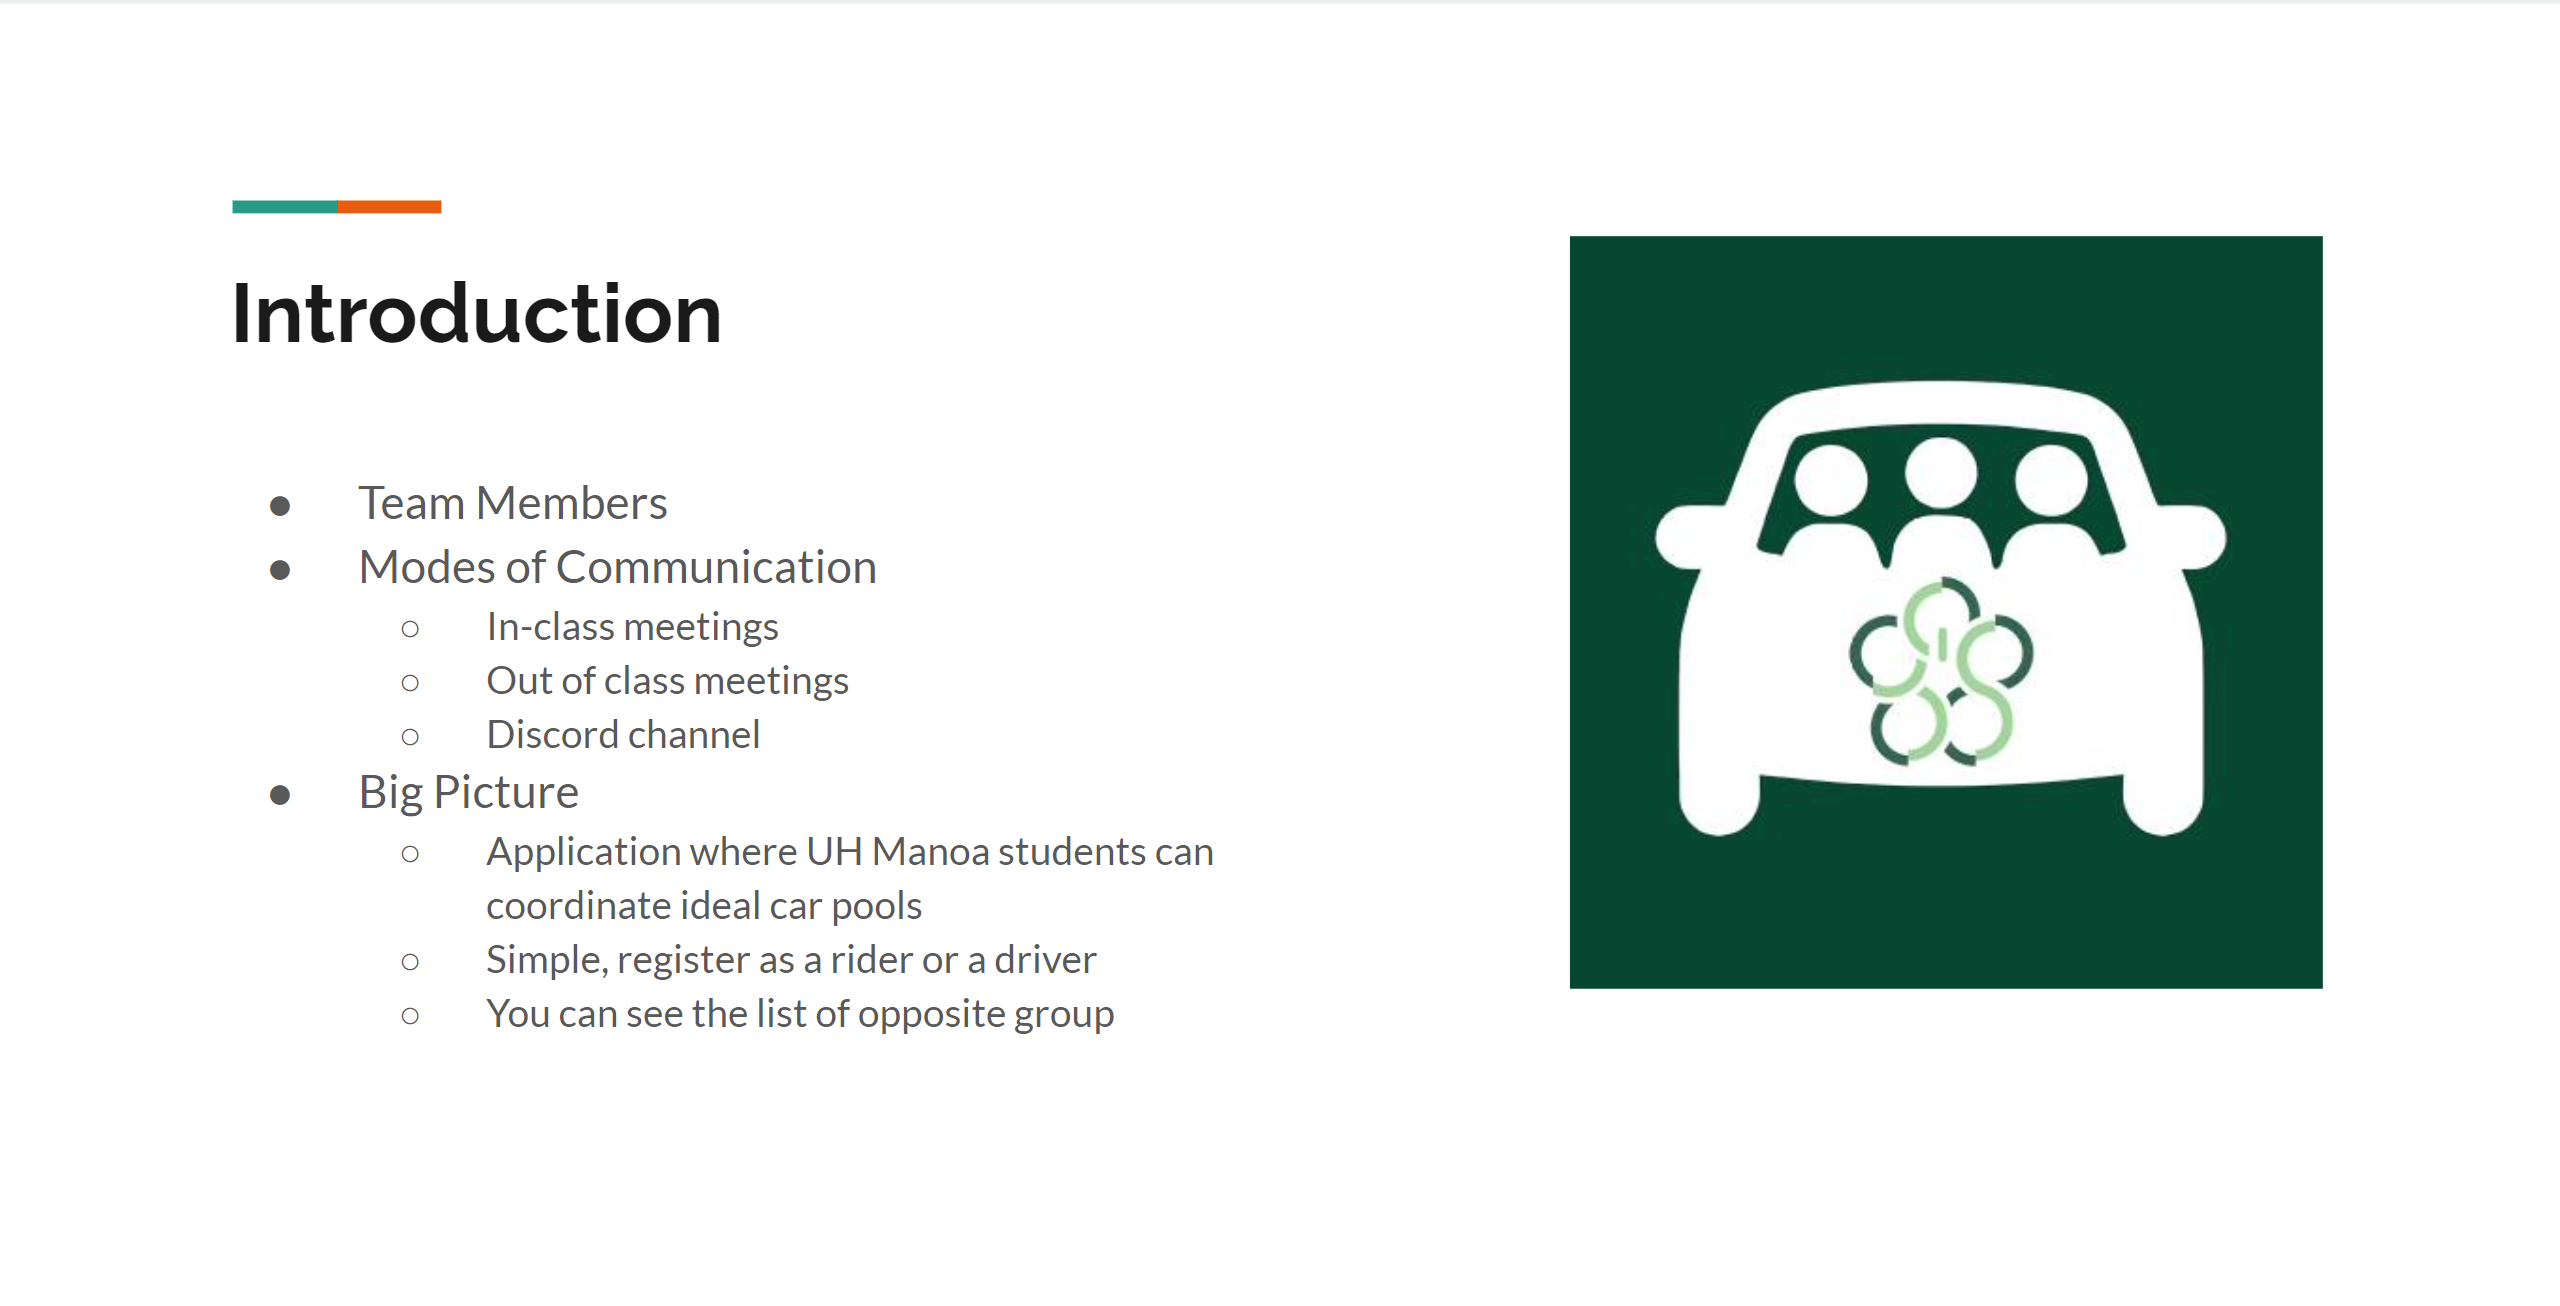 Introduction
● Team Members
● Modes of Communication
○ In-class meetings
○ Out of class meetings
○ Discord channel
● Big Picture
○ Application where UH Manoa students can
coordinate ideal car pools
○ Simple, register as a rider or a driver
○ You can see the list of opposite group